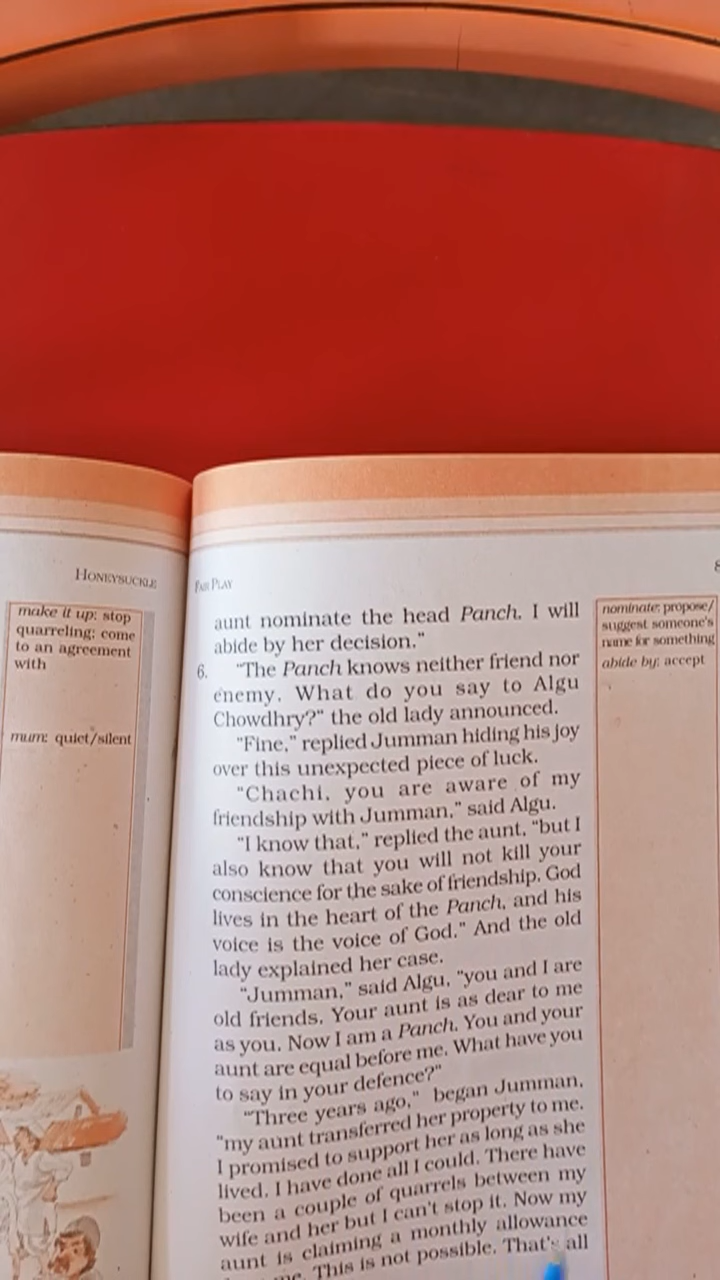 HONEYSUCKLE
make it up: stop
quarreling; come
to an agreement
with
mum: quiet/silent
FAIR PLAY
8
aunt nominate the head Panch. I will
abide by her decision."
6. "The Panch knows neither friend nor
enemy. What do you say to Algu
Chowdhry?" the old lady announced.
"Fine," replied Jumman hiding his joy
over this unexpected piece of luck.
"Chachi, you are aware of my
friendship with Jumman," said Algu.
"I know that," replied the aunt, "but I
also know that you will not kill your
conscience for the sake of friendship. God
lives in the heart of the Panch, and his
voice is the voice of God." And the old
lady explained her case.
"Jumman," said Algu, "you and I are
old friends. Your aunt is as dear to me
as you. Now I am a Panch. You and your
aunt are equal before me. What have you
to say in your defence?"
"Three years ago," began Jumman,
"my aunt transferred her property to me.
I promised to support her as long as she
lived. I have done all I could. There have
been a couple of quarrels between my
wife and her but I can't stop it. Now my
aunt is claiming a monthly allowance
This is not possible. That's all
nominate: propose/
suggest someone's
name for something
abide by: accept